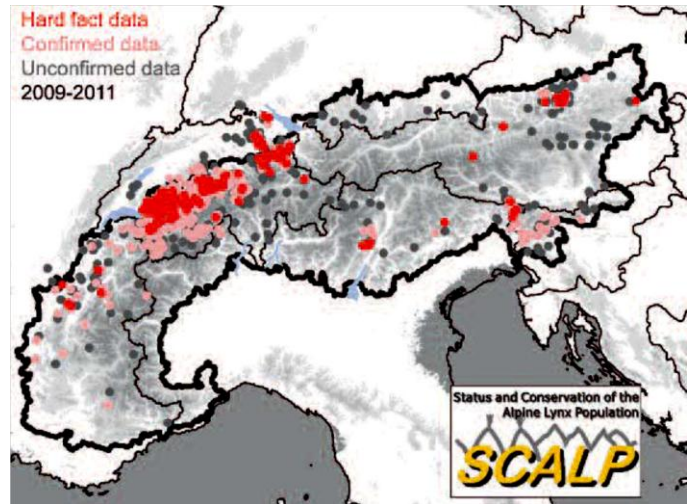 Hard fact data
Confirmed data
Unconfirmed data
2009-2011
Status and Conservation of the
Alpine Lynx Population
SCALP